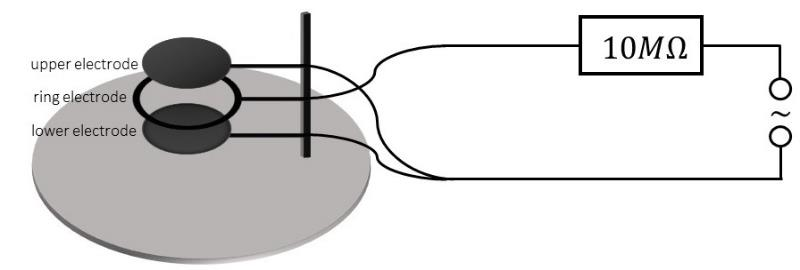 upper electrode
ring electrode
lower electrode
10MΩ
~